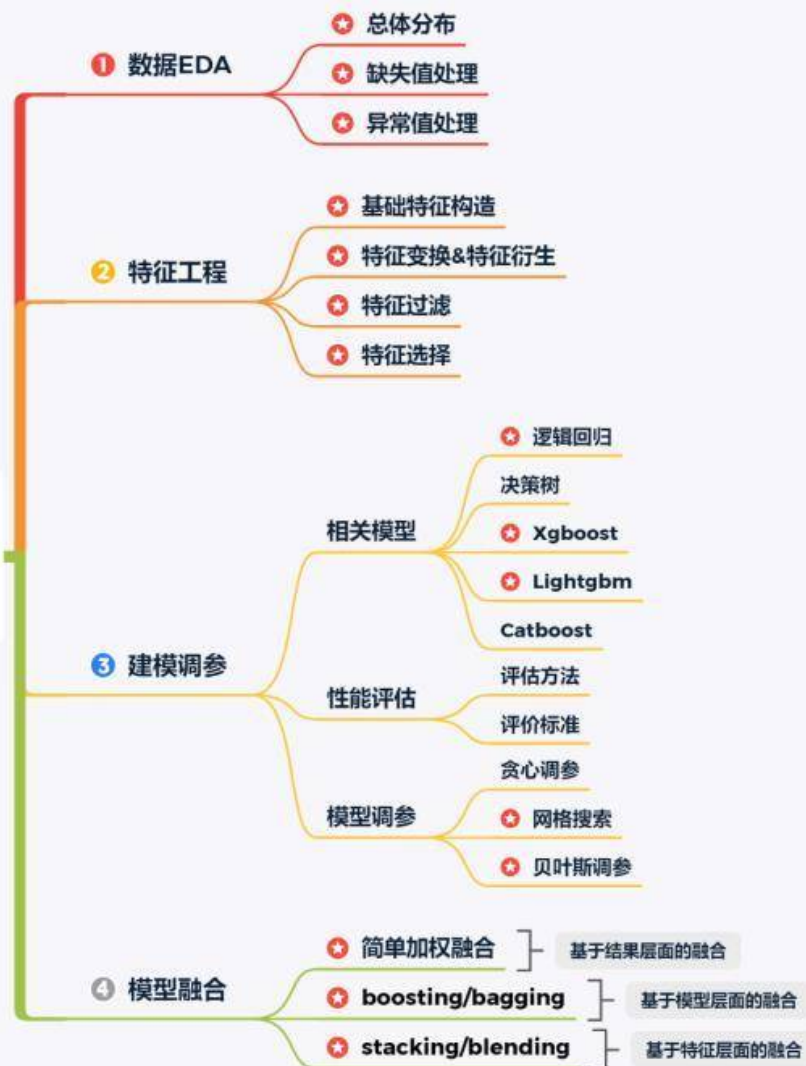 1 数据EDA
总体分布
缺失值处理
异常值处理
2 特征工程
基础特征构造
特征变换&特征衍生
特征过滤
特征选择
3 建模调参
相关模型
逻辑回归
决策树
Xgboost
Lightgbm
Catboost
性能评估
评估方法
评价标准
模型调参
贪心调参
网格搜索
贝叶斯调参
4 模型融合
简单加权融合
基于结果层面的融合
boosting/bagging
基于模型层面的融合
stacking/blending
基于特征层面的融合